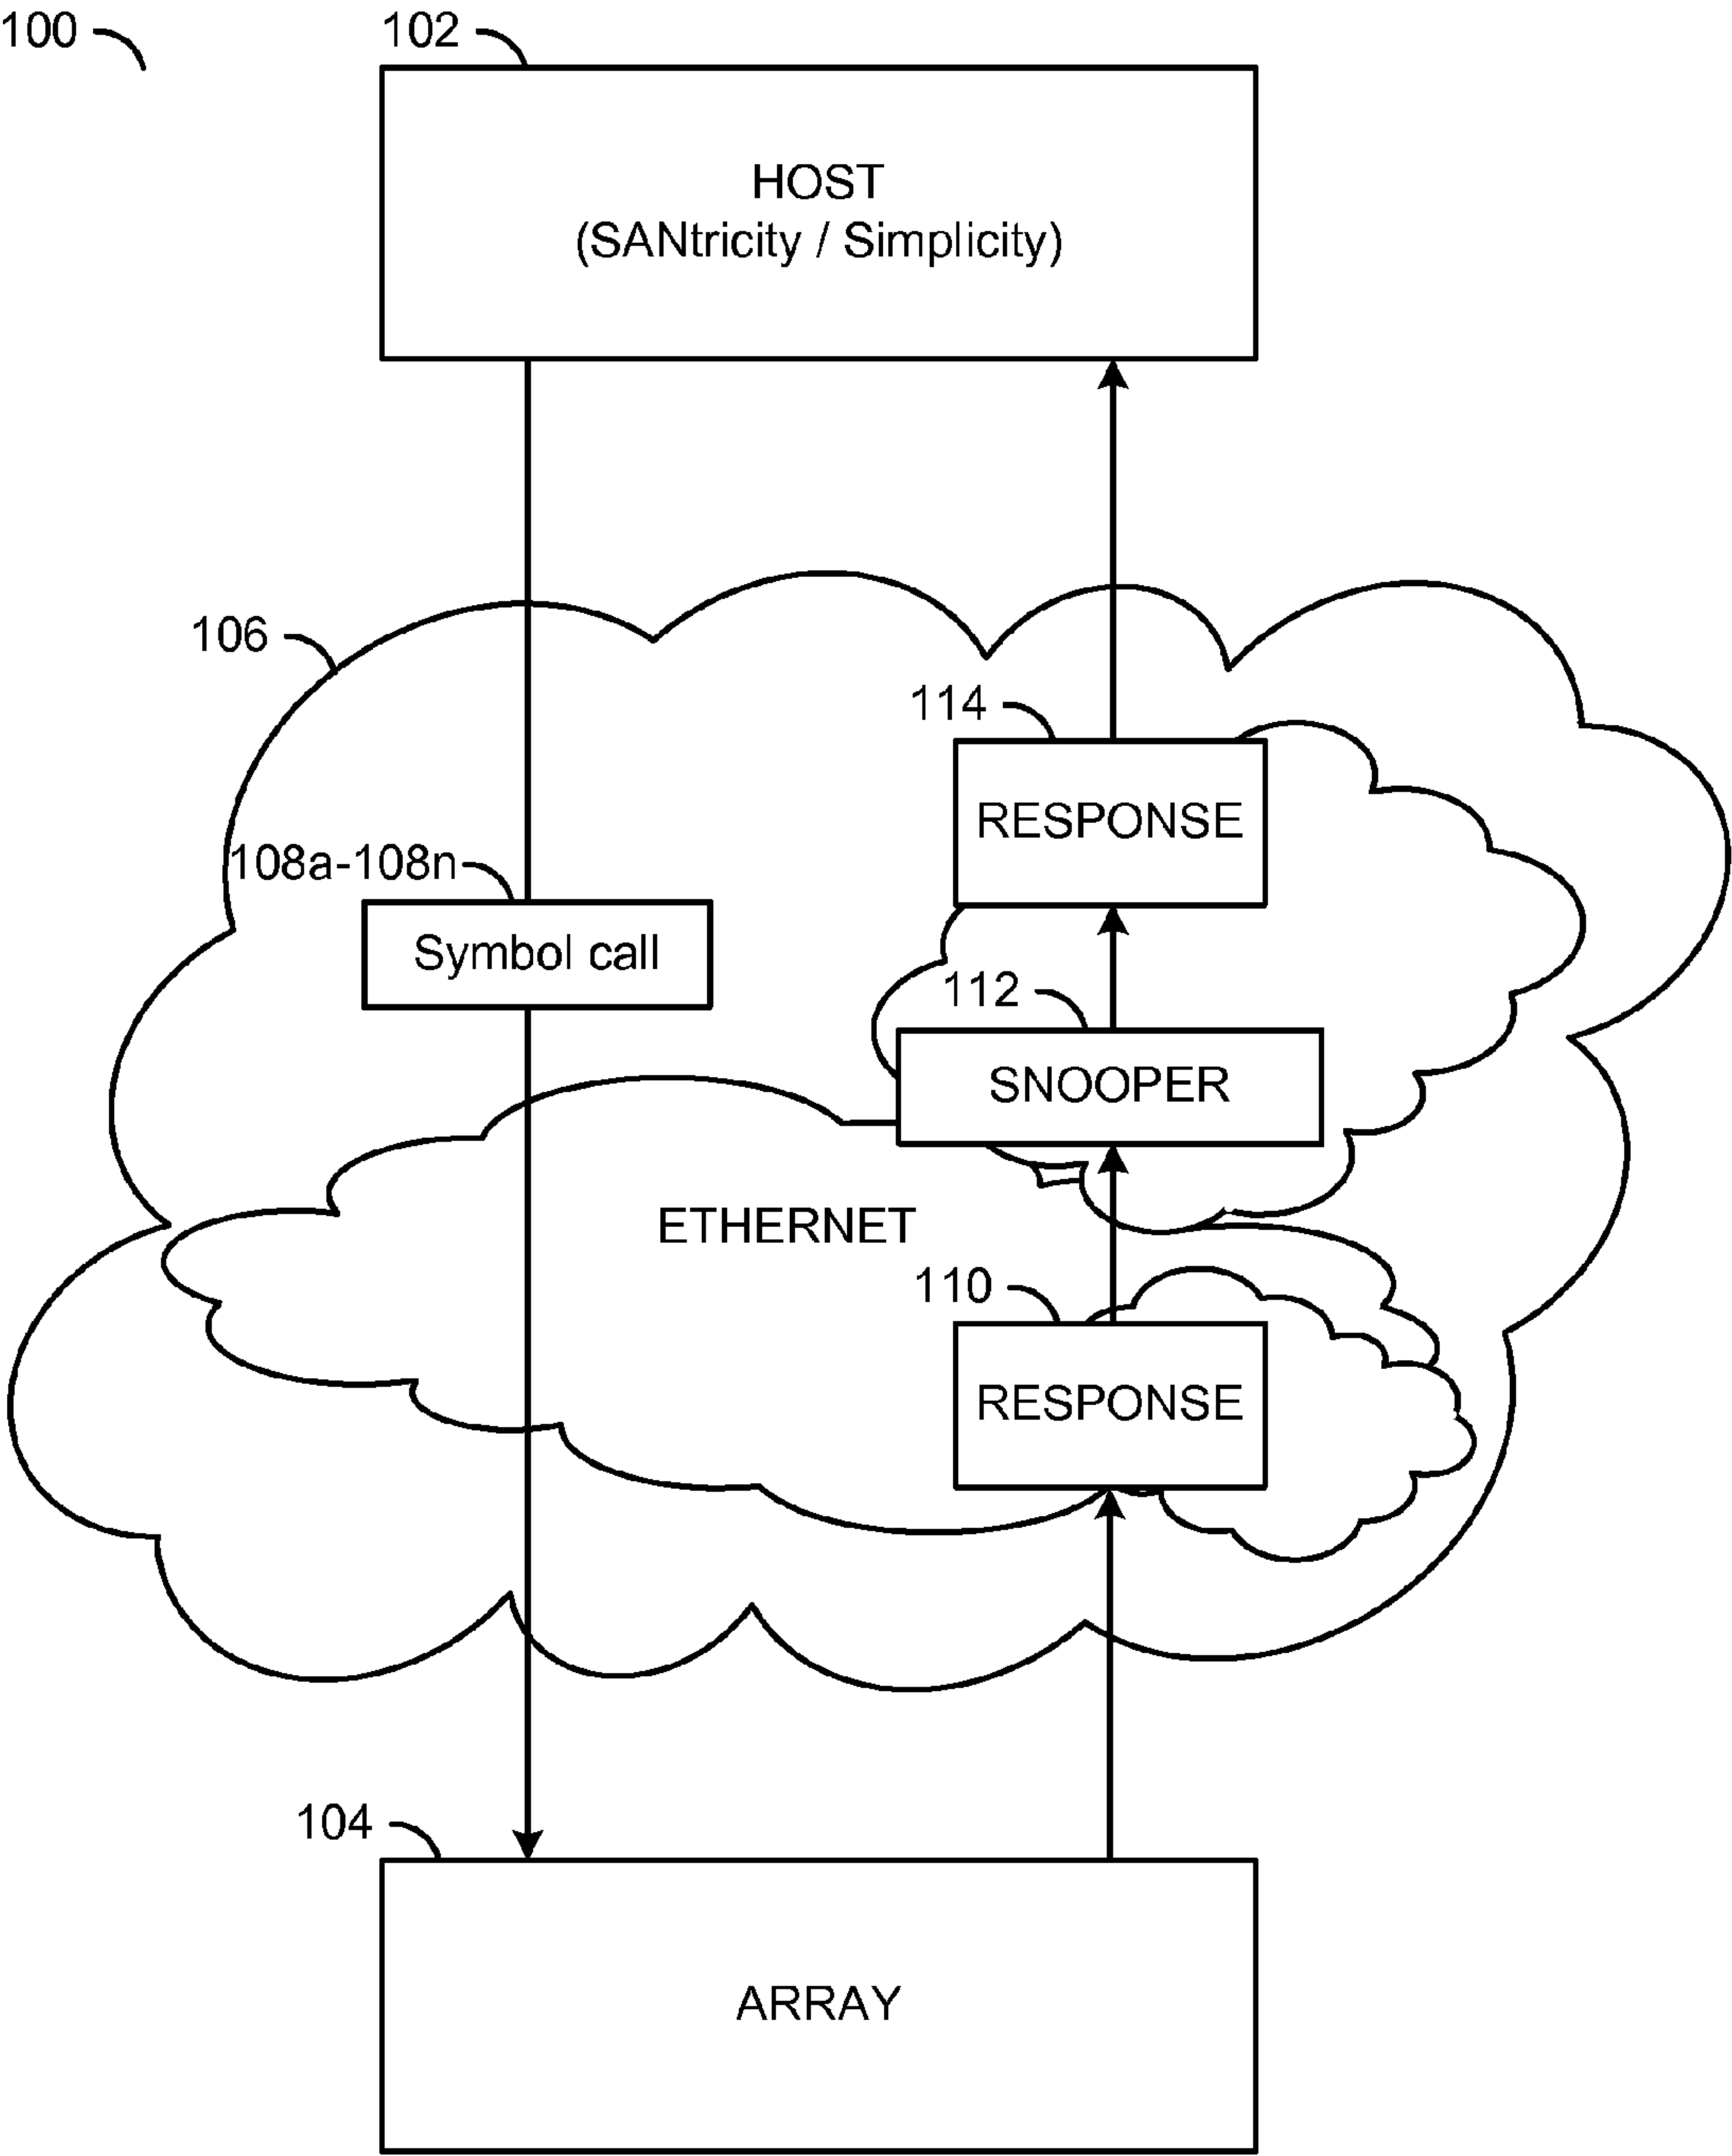 100
102
HOST
(SANtricity / Simplicity)
106
114
RESPONSE
108a-108n
Symbol call
112
SNOOPER
ETHERNET
110
RESPONSE
104
ARRAY